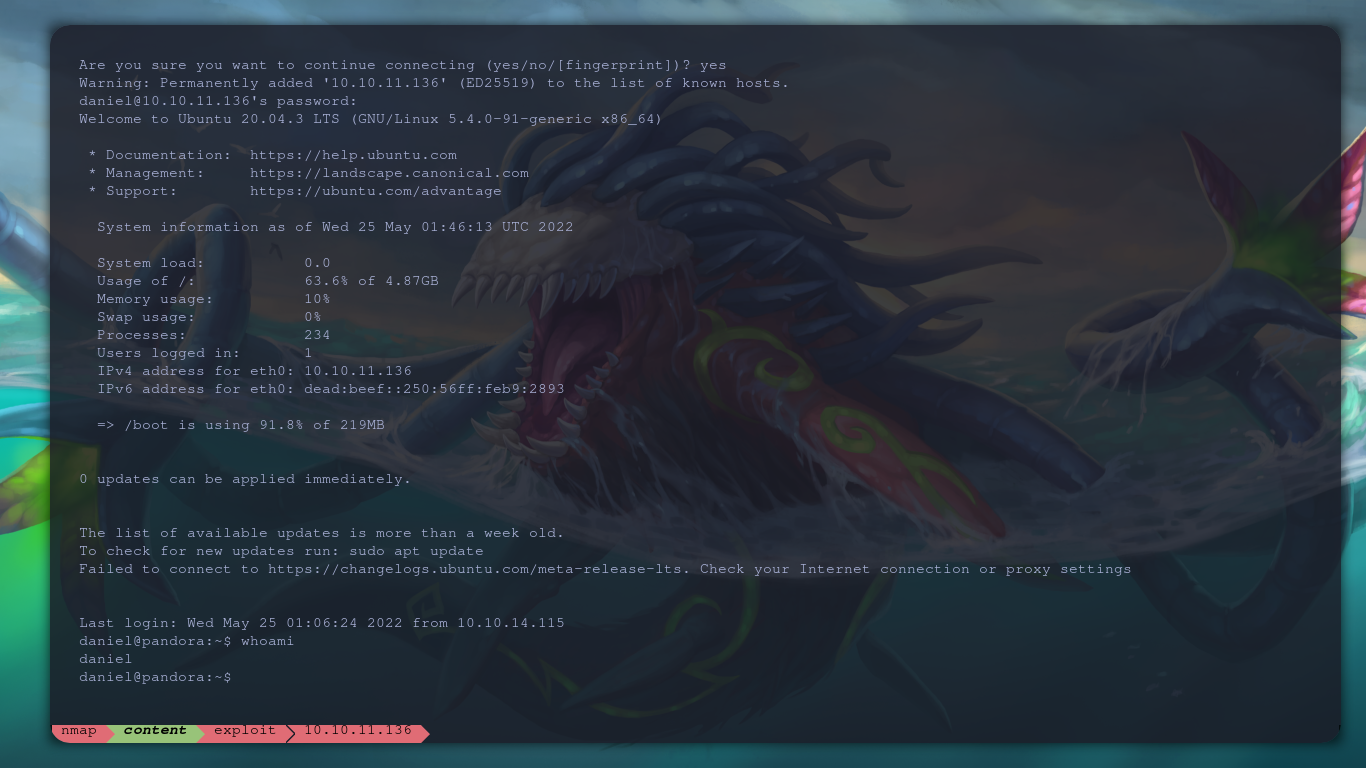 Are you sure you want to continue connecting (yes/no/[fingerprint])? yes
Warning: Permanently added '10.10.11.136' (ED25519) to the list of known hosts.
daniel@10.10.11.136's password:
Welcome to Ubuntu 20.04.3 LTS (GNU/Linux 5.4.0-91-generic x86_64)
* Documentation:  https://help.ubuntu.com
* Management:     https://landscape.canonical.com
* Support:        https://ubuntu.com/advantage
System information as of Wed 25 May 01:46:13 UTC 2022
System load:           0.0
Usage of /:            63.6% of 4.87GB
Memory usage:          10%
Swap usage:            0%
Processes:             234
Users logged in:       1
IPv4 address for eth0: 10.10.11.136
IPv6 address for eth0: dead:beef::250:56ff:feb9:2893
=> /boot is using 91.8% of 219MB
0 updates can be applied immediately.
The list of available updates is more than a week old.
To check for new updates run: sudo apt update
Failed to connect to https://changelogs.ubuntu.com/meta-release-lts. Check your Internet connection or proxy settings
Last login: Wed May 25 01:06:24 2022 from 10.10.14.115
daniel@pandora:~$ whoami
daniel
daniel@pandora:~$
nmap content exploit 10.10.11.136